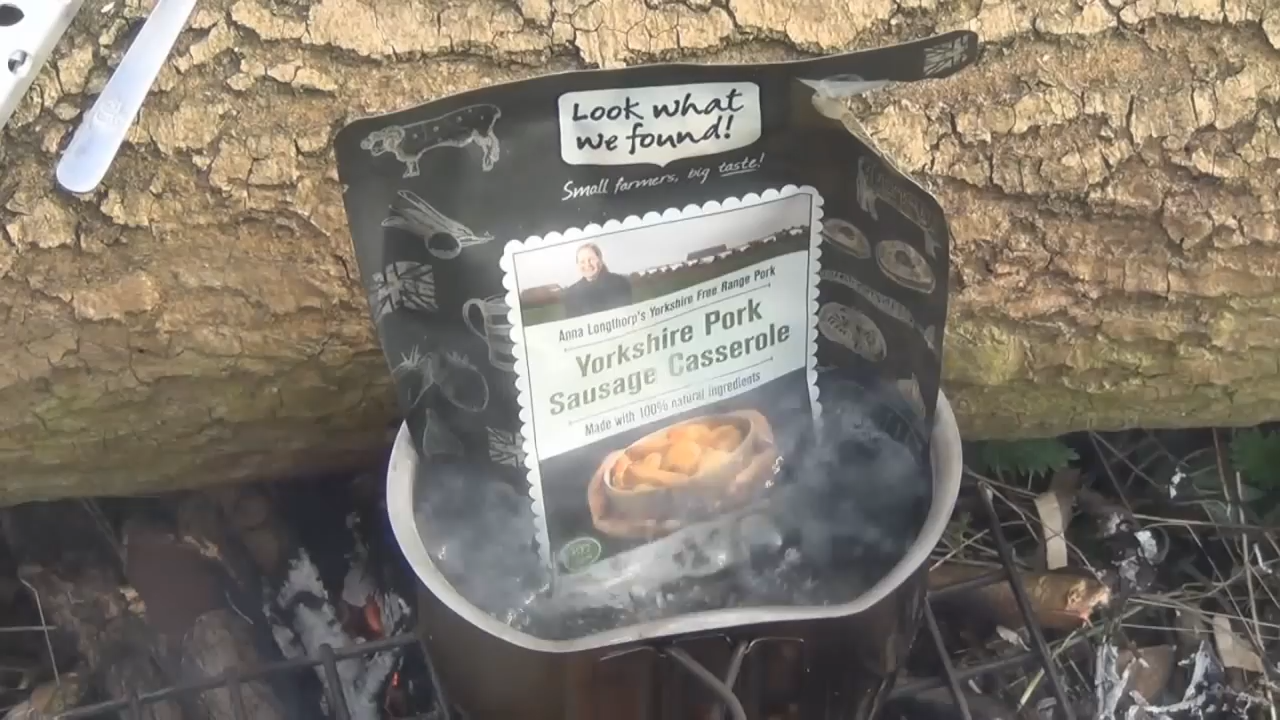 Look what
we found!
Small farmers, big taste!
Anna Longthorp's Yorkshire Free Range Pork
Yorkshire Pork
Sausage Casserole
Made with 100% natural ingredients